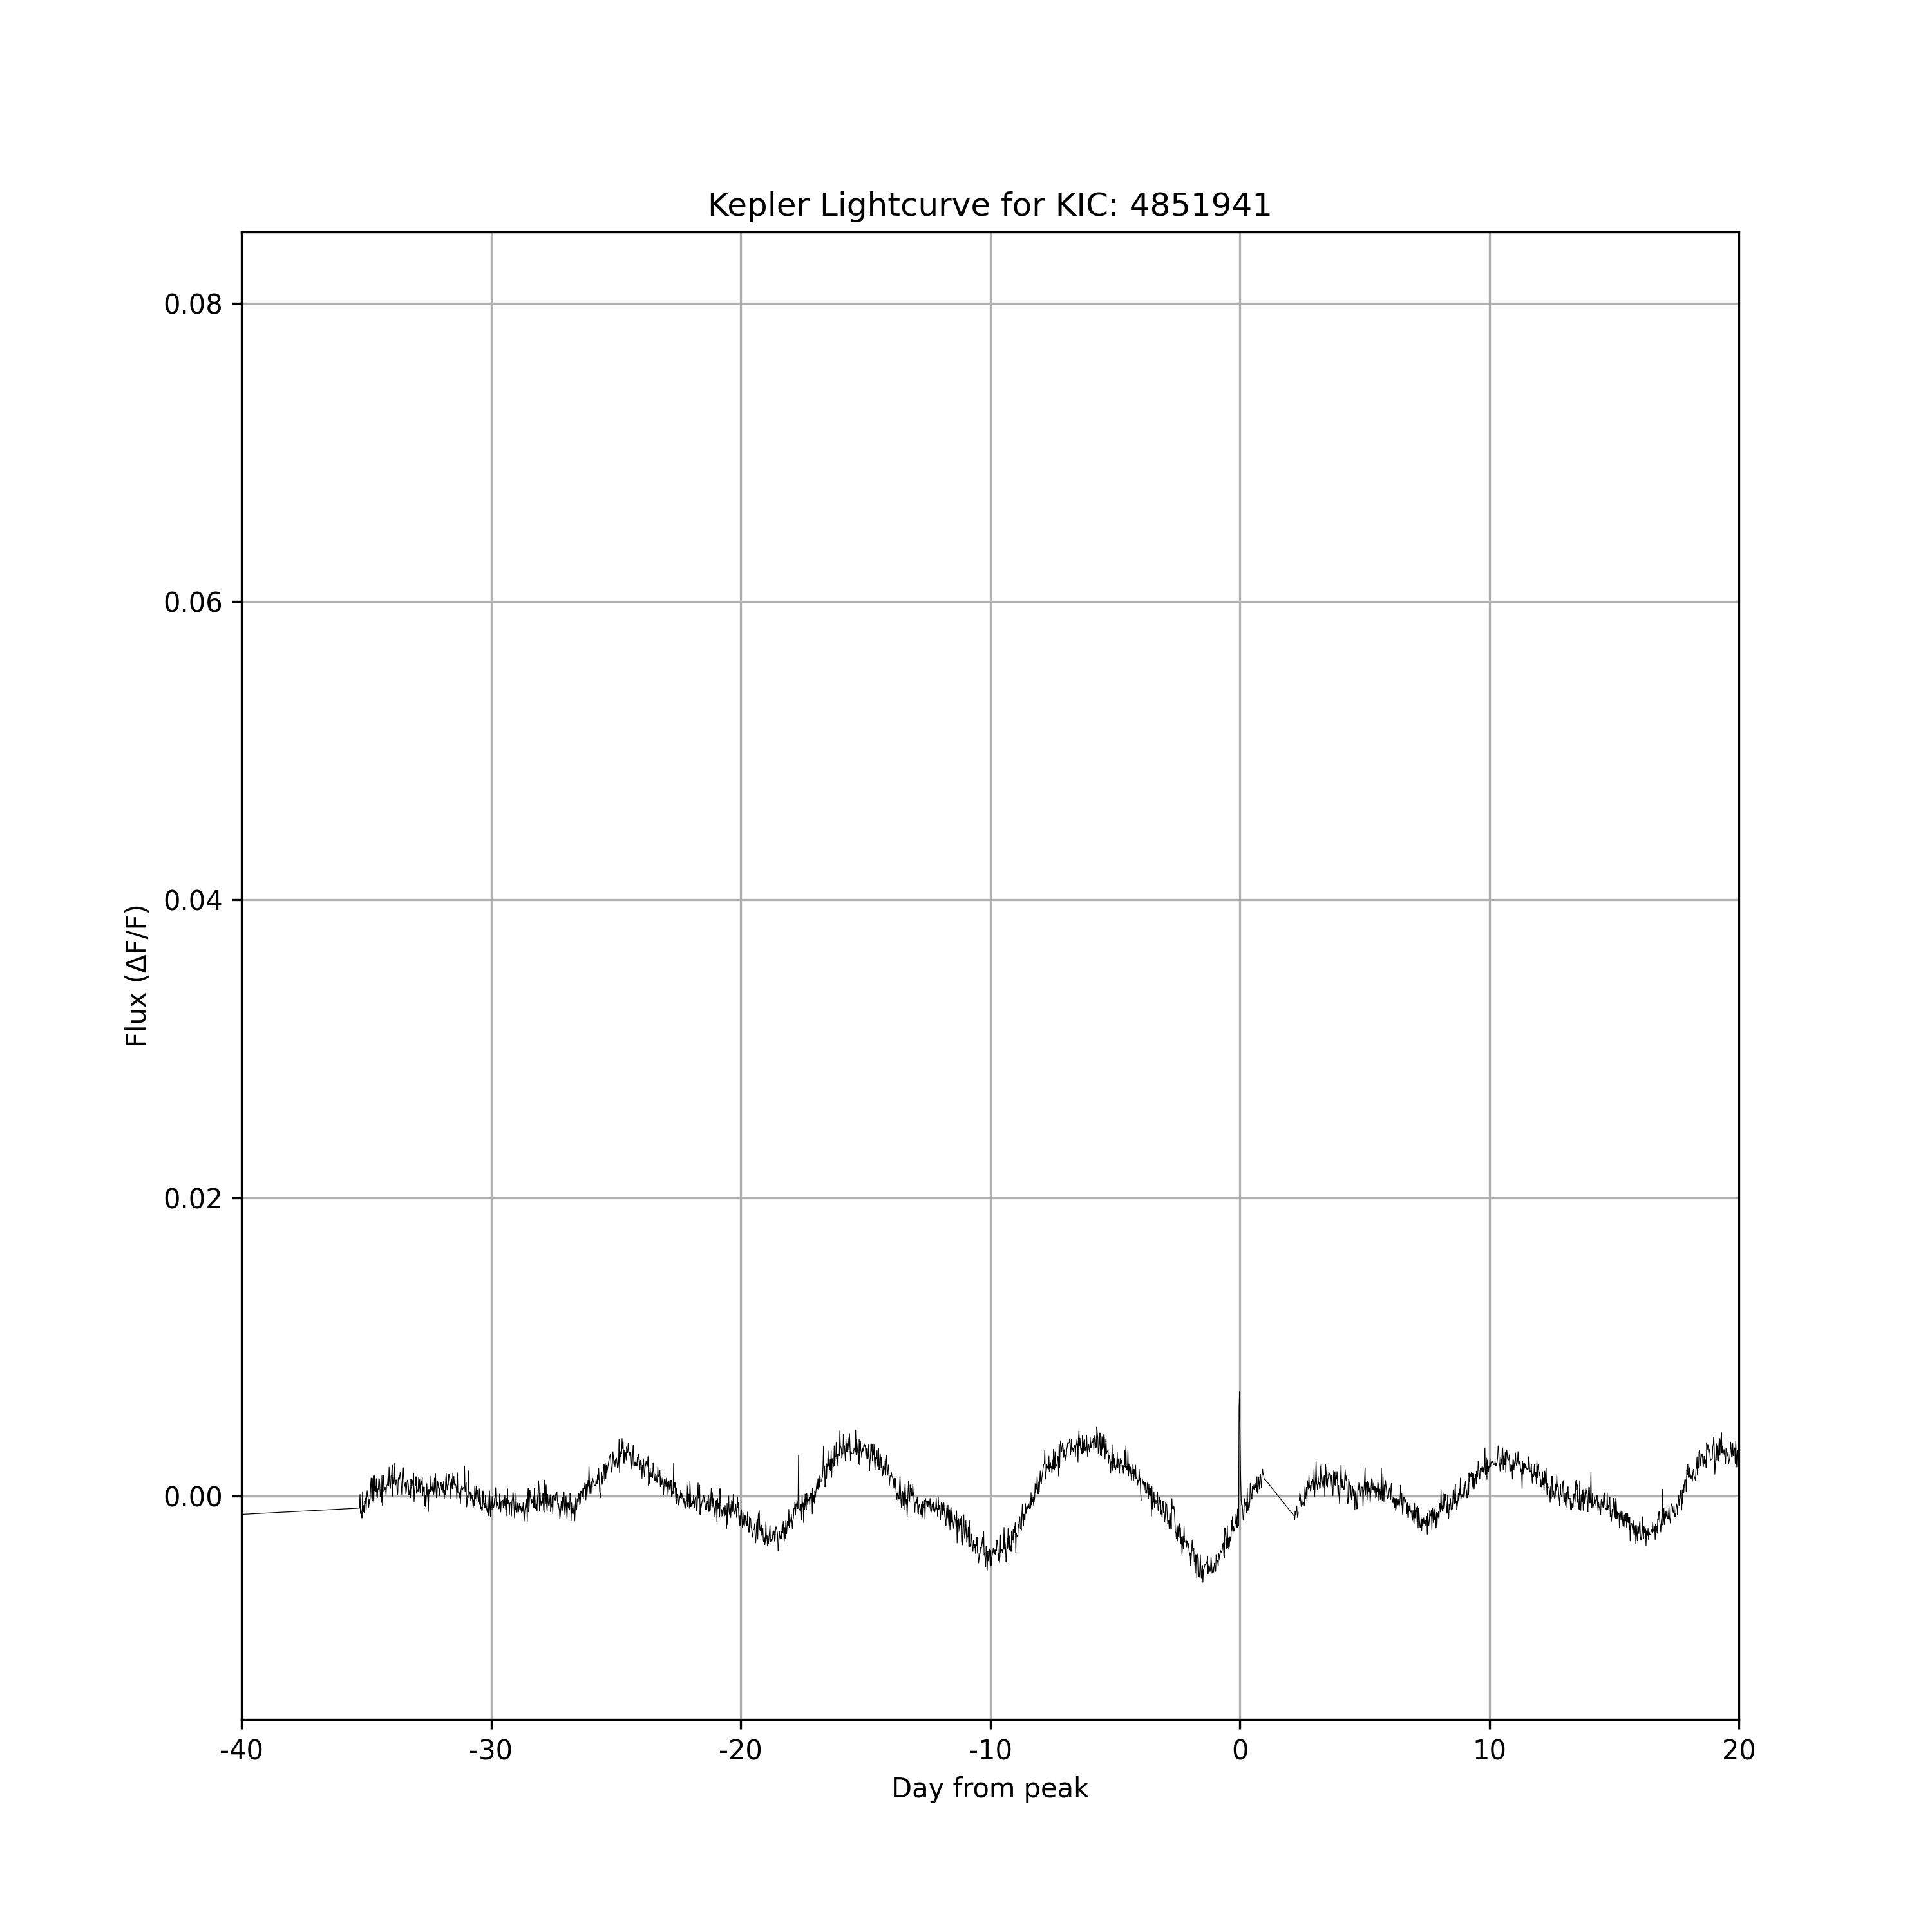 Kepler Lightcurve for KIC: 4851941
0.08
0.06
0.04
0.02
0.00
Flux (ΔF/F)
-40 -30 -20 -10 0 10 20
Day from peak